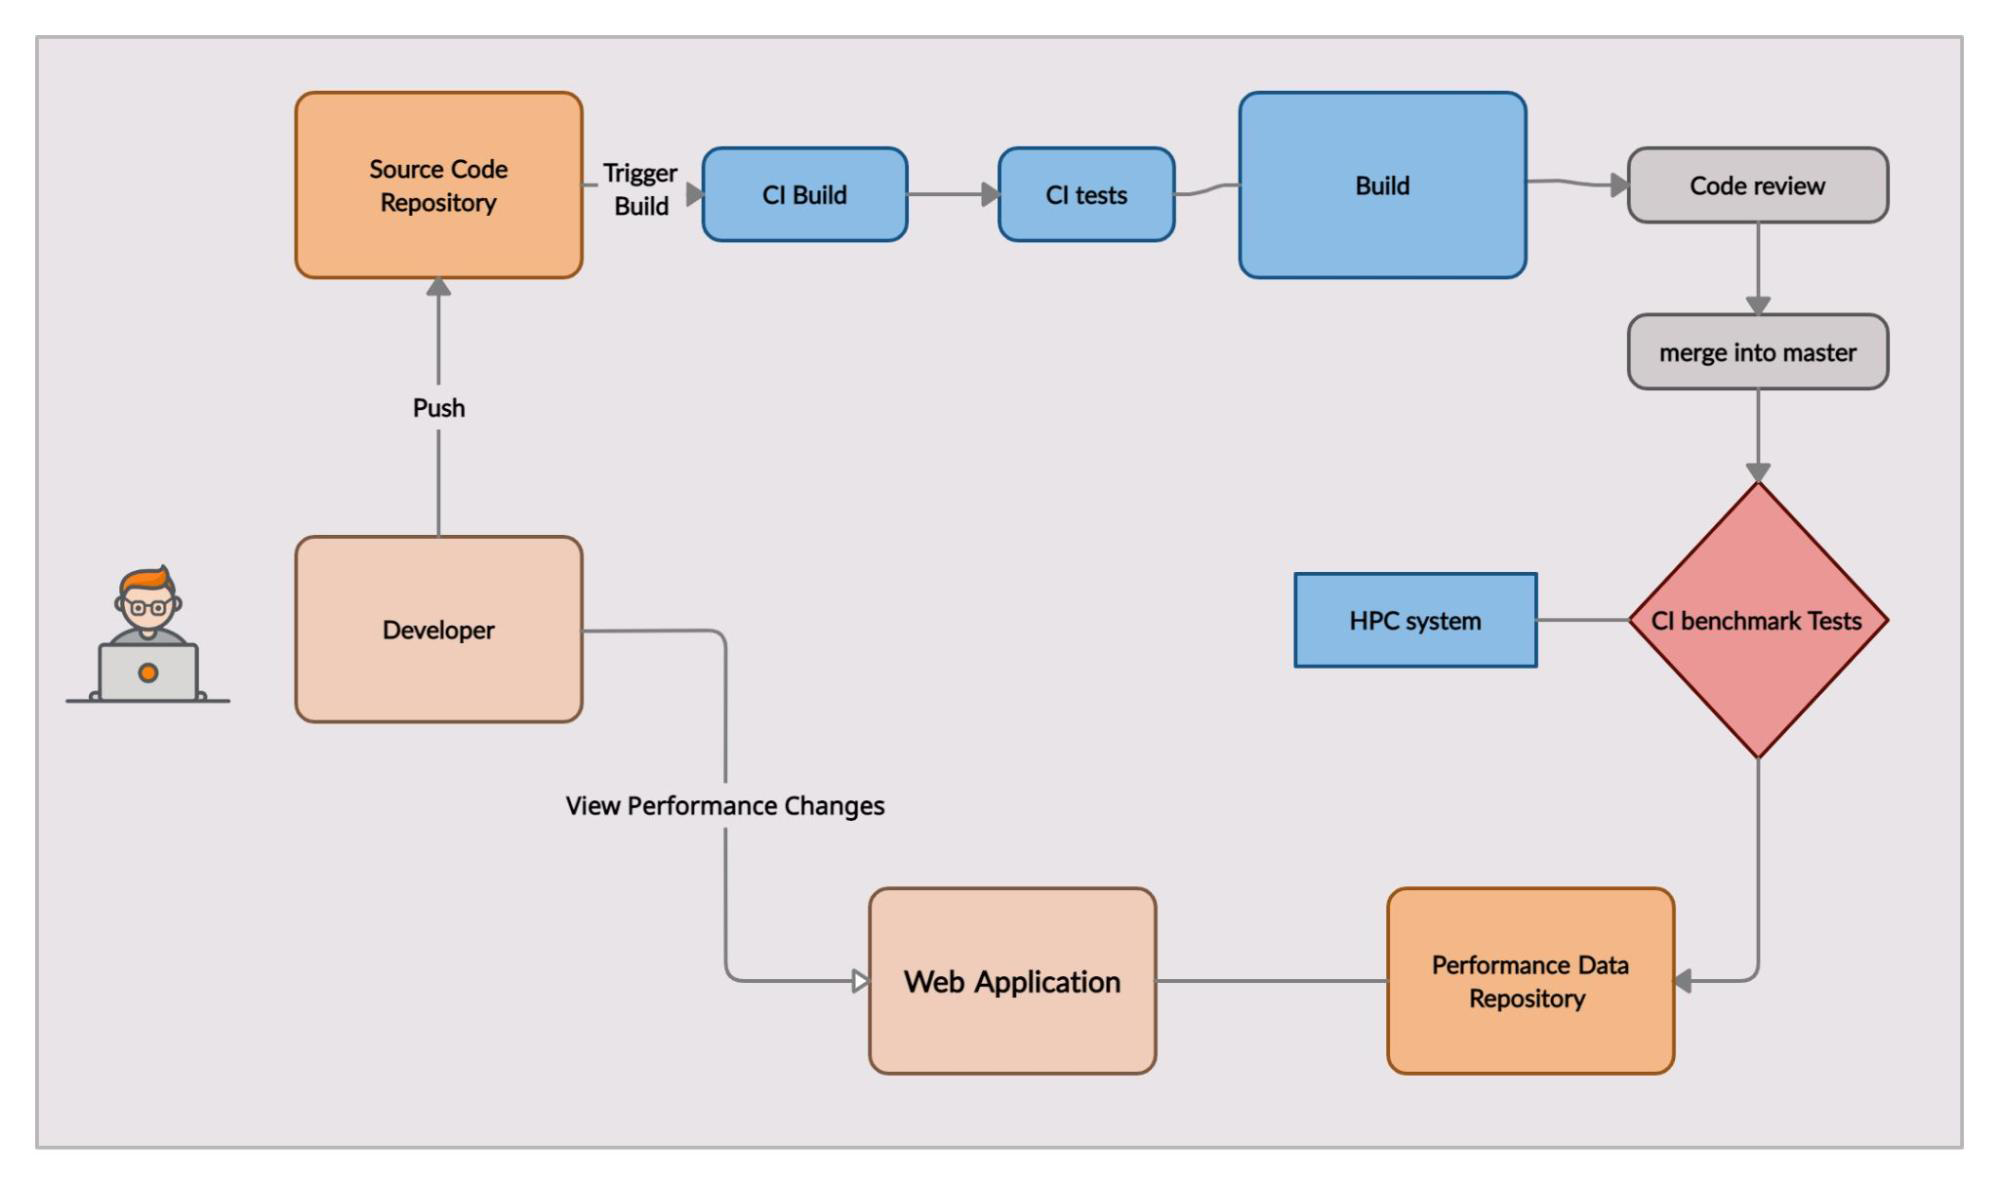 Source Code
Repository
Trigger
Build
CI Build
CI tests
Build
Code review
merge into master
Push
Developer
HPC system
CI benchmark Tests
View Performance Changes
Web Application
Performance Data
Repository